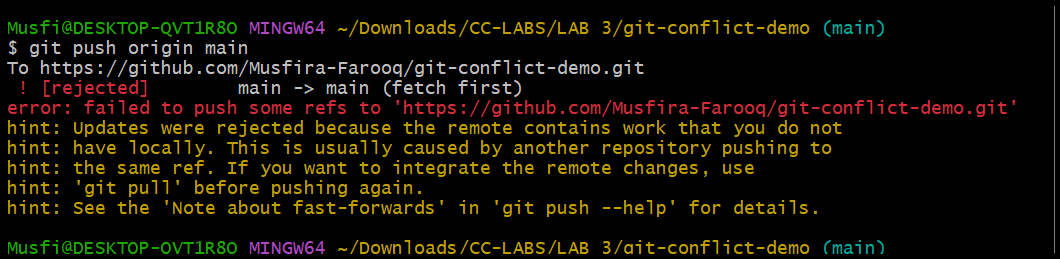 Musfi@DESKTOP-QVT1R8O MINGW64 ~/Downloads/CC-LABS/LAB 3/git-conflict-demo (main)
$ git push origin main
To https://github.com/Musfira-Farooq/git-conflict-demo.git
 ! [rejected]        main -> main (fetch first)
error: failed to push some refs to 'https://github.com/Musfira-Farooq/git-conflict-demo.git'
hint: Updates were rejected because the remote contains work that you do not
hint: have locally. This is usually caused by another repository pushing to
hint: the same ref. If you want to integrate the remote changes, use
hint: 'git pull' before pushing again.
hint: See the 'Note about fast-forwards' in 'git push --help' for details.
Musfi@DESKTOP-QVT1R8O MINGW64 ~/Downloads/CC-LABS/LAB 3/git-conflict-demo (main)